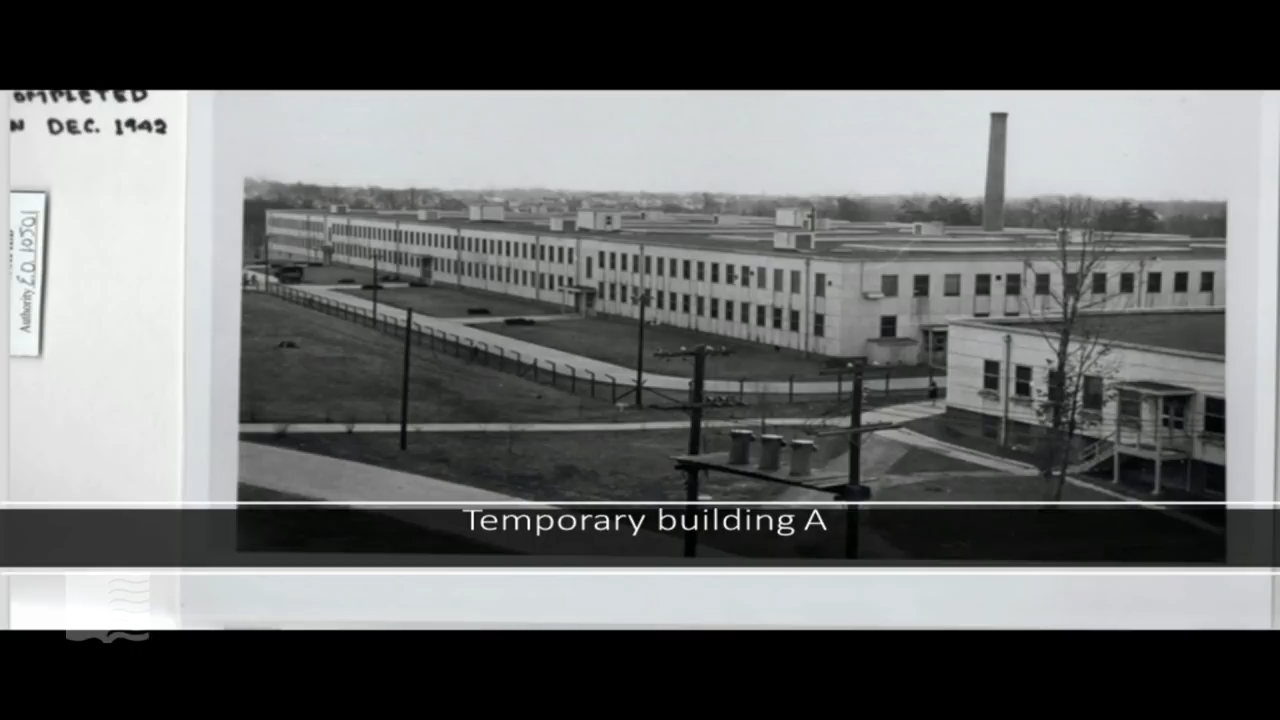 OMPLETED
N DEC. 1942
Authority E.O. 10501
Temporary building A